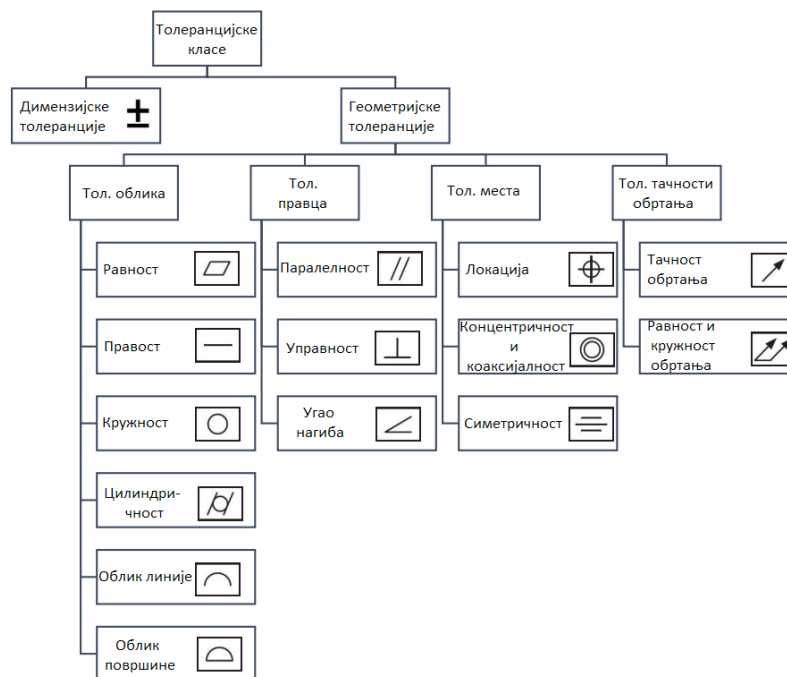 Толеранцијске
класе
Димензијске
толеранције
Геометријске
толеранције
Тол. облика
Тол.
правца
Тол. места
Тол. тачности
обртања
Равност
Паралелност
Локација
Тачност
обртања
Правост
Управност
Концентричност
и
коаксијалност
Равност и
кружност
обртања
Кружност
Угао
нагиба
Симетричност
Цилиндри-
чност
Облик линије
Облик
површине